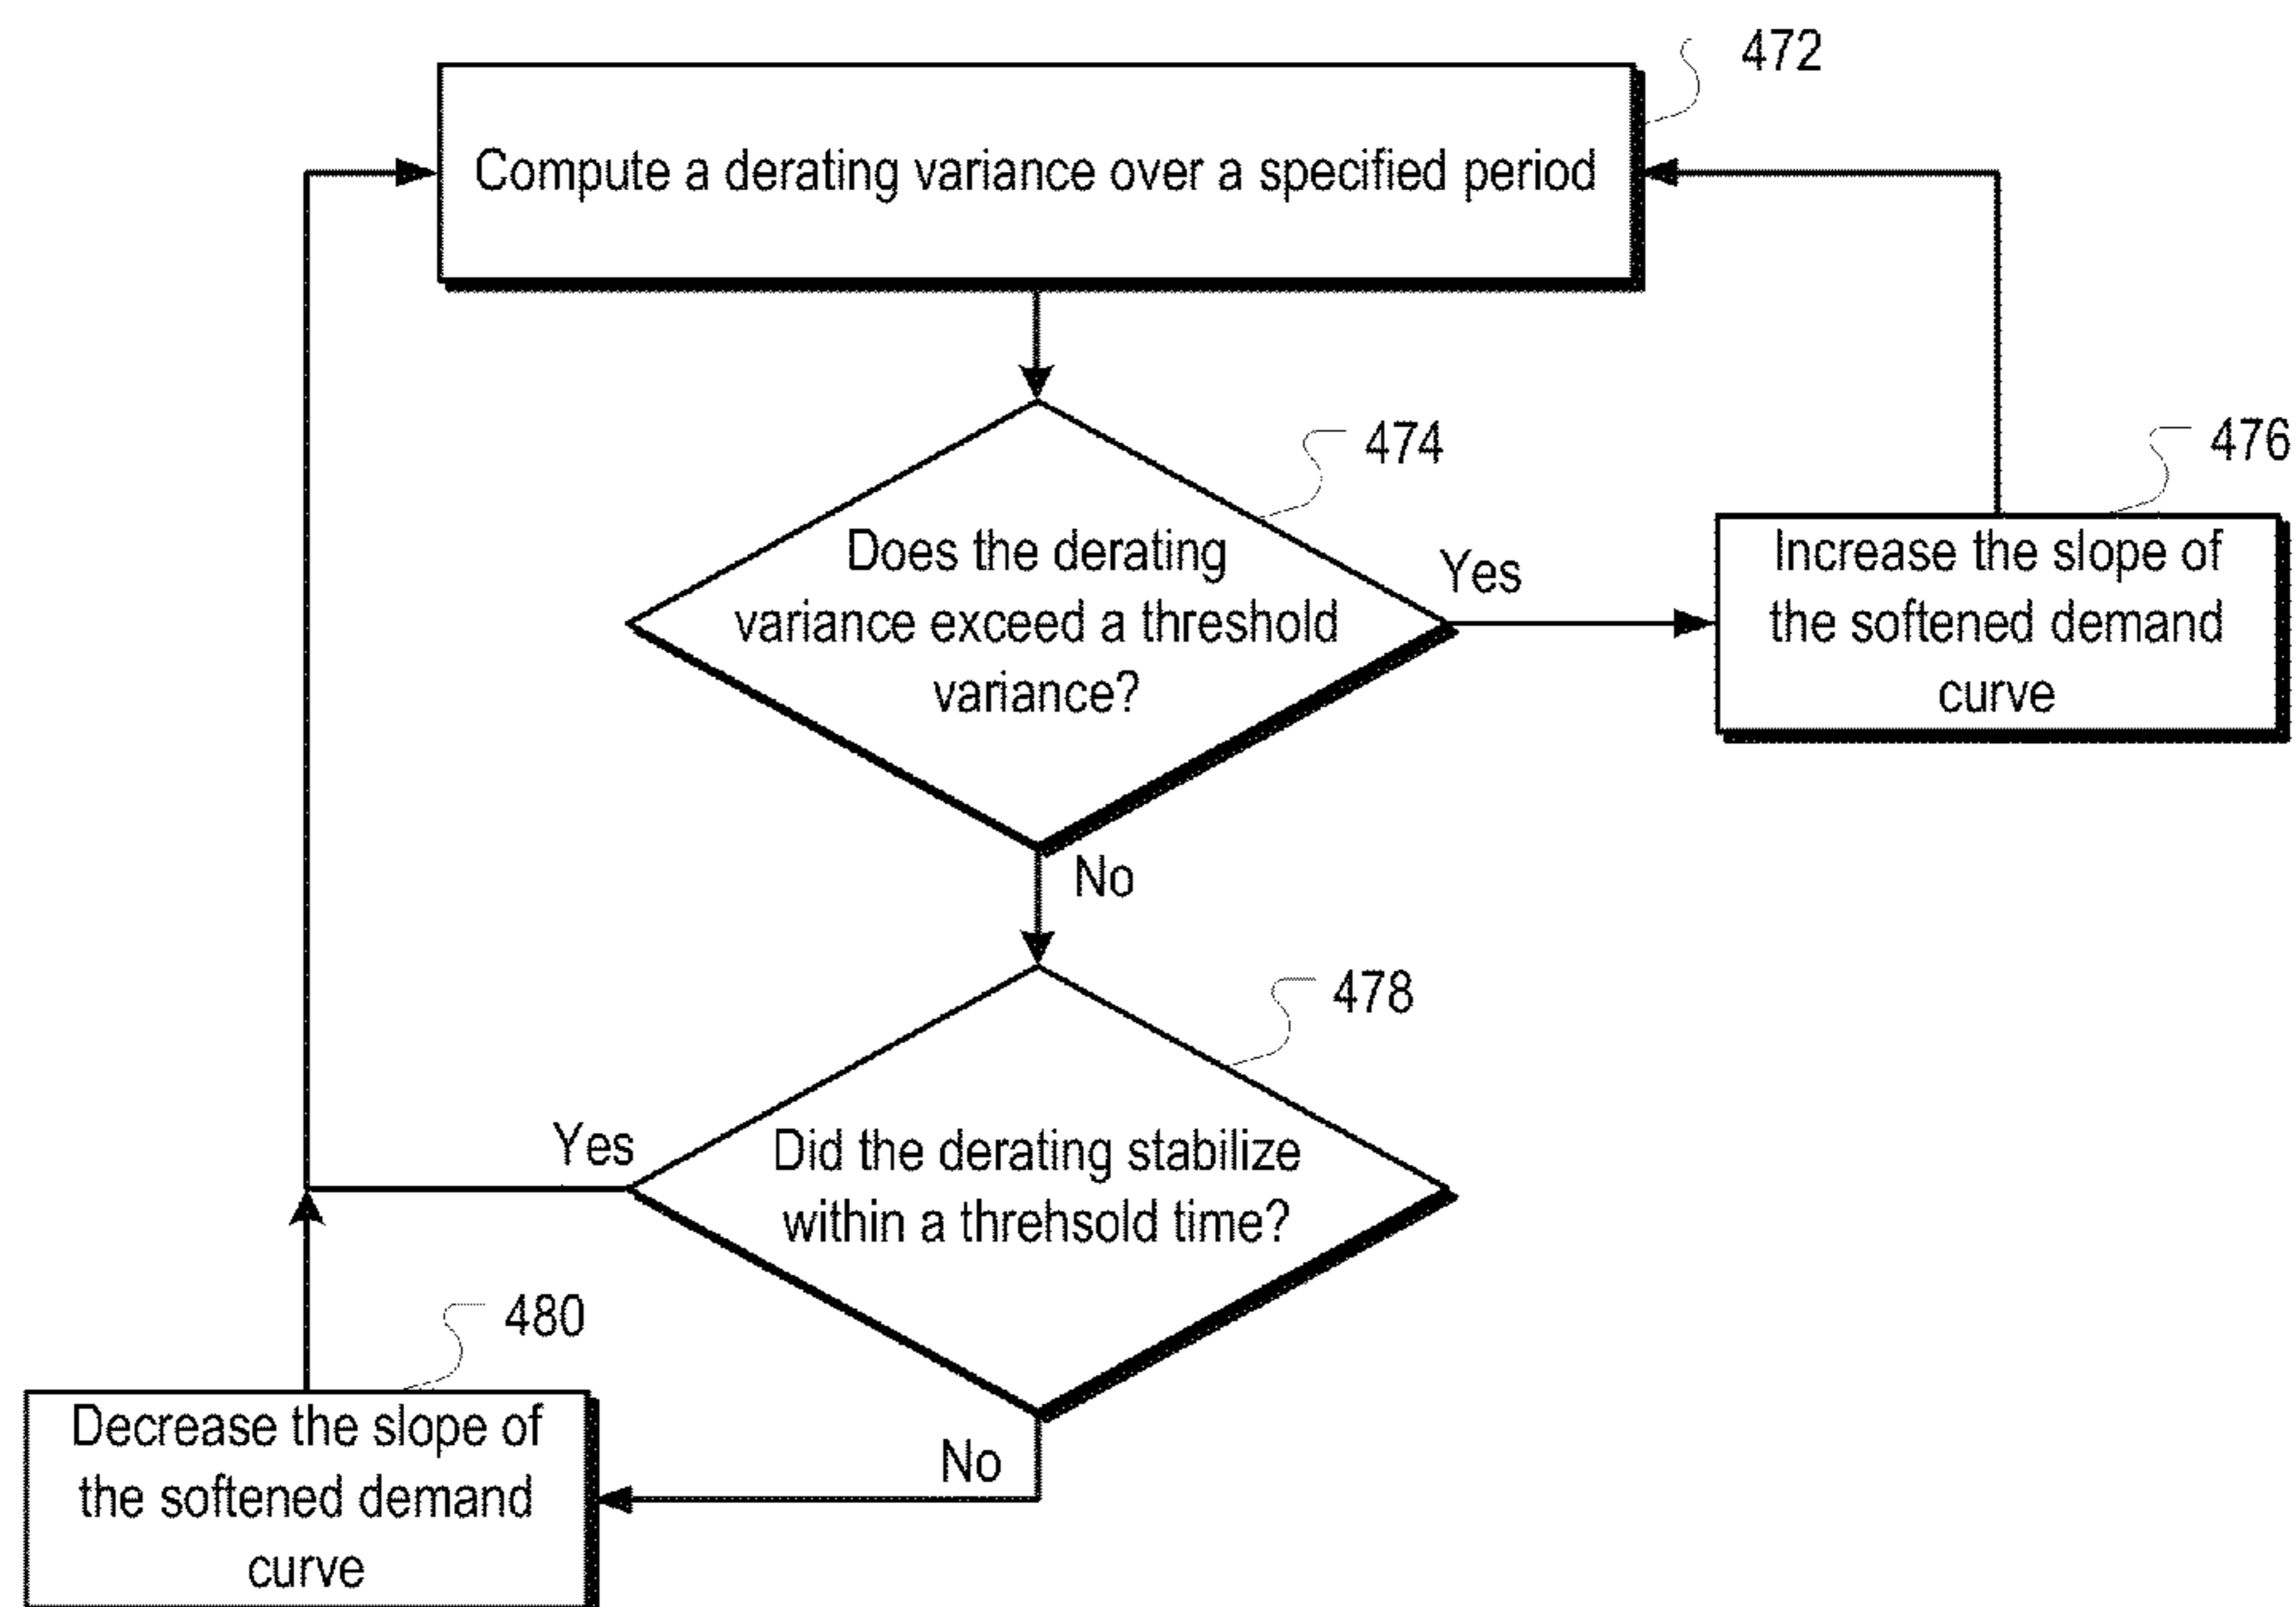 472
Compute a derating variance over a specified period
474
Does the derating
variance exceed a threshold
variance?
Yes
476
Increase the slope of
the softened demand
curve
No
478
Did the derating stabilize
within a threhsold time?
Yes
No
480
Decrease the slope of
the softened demand
curve